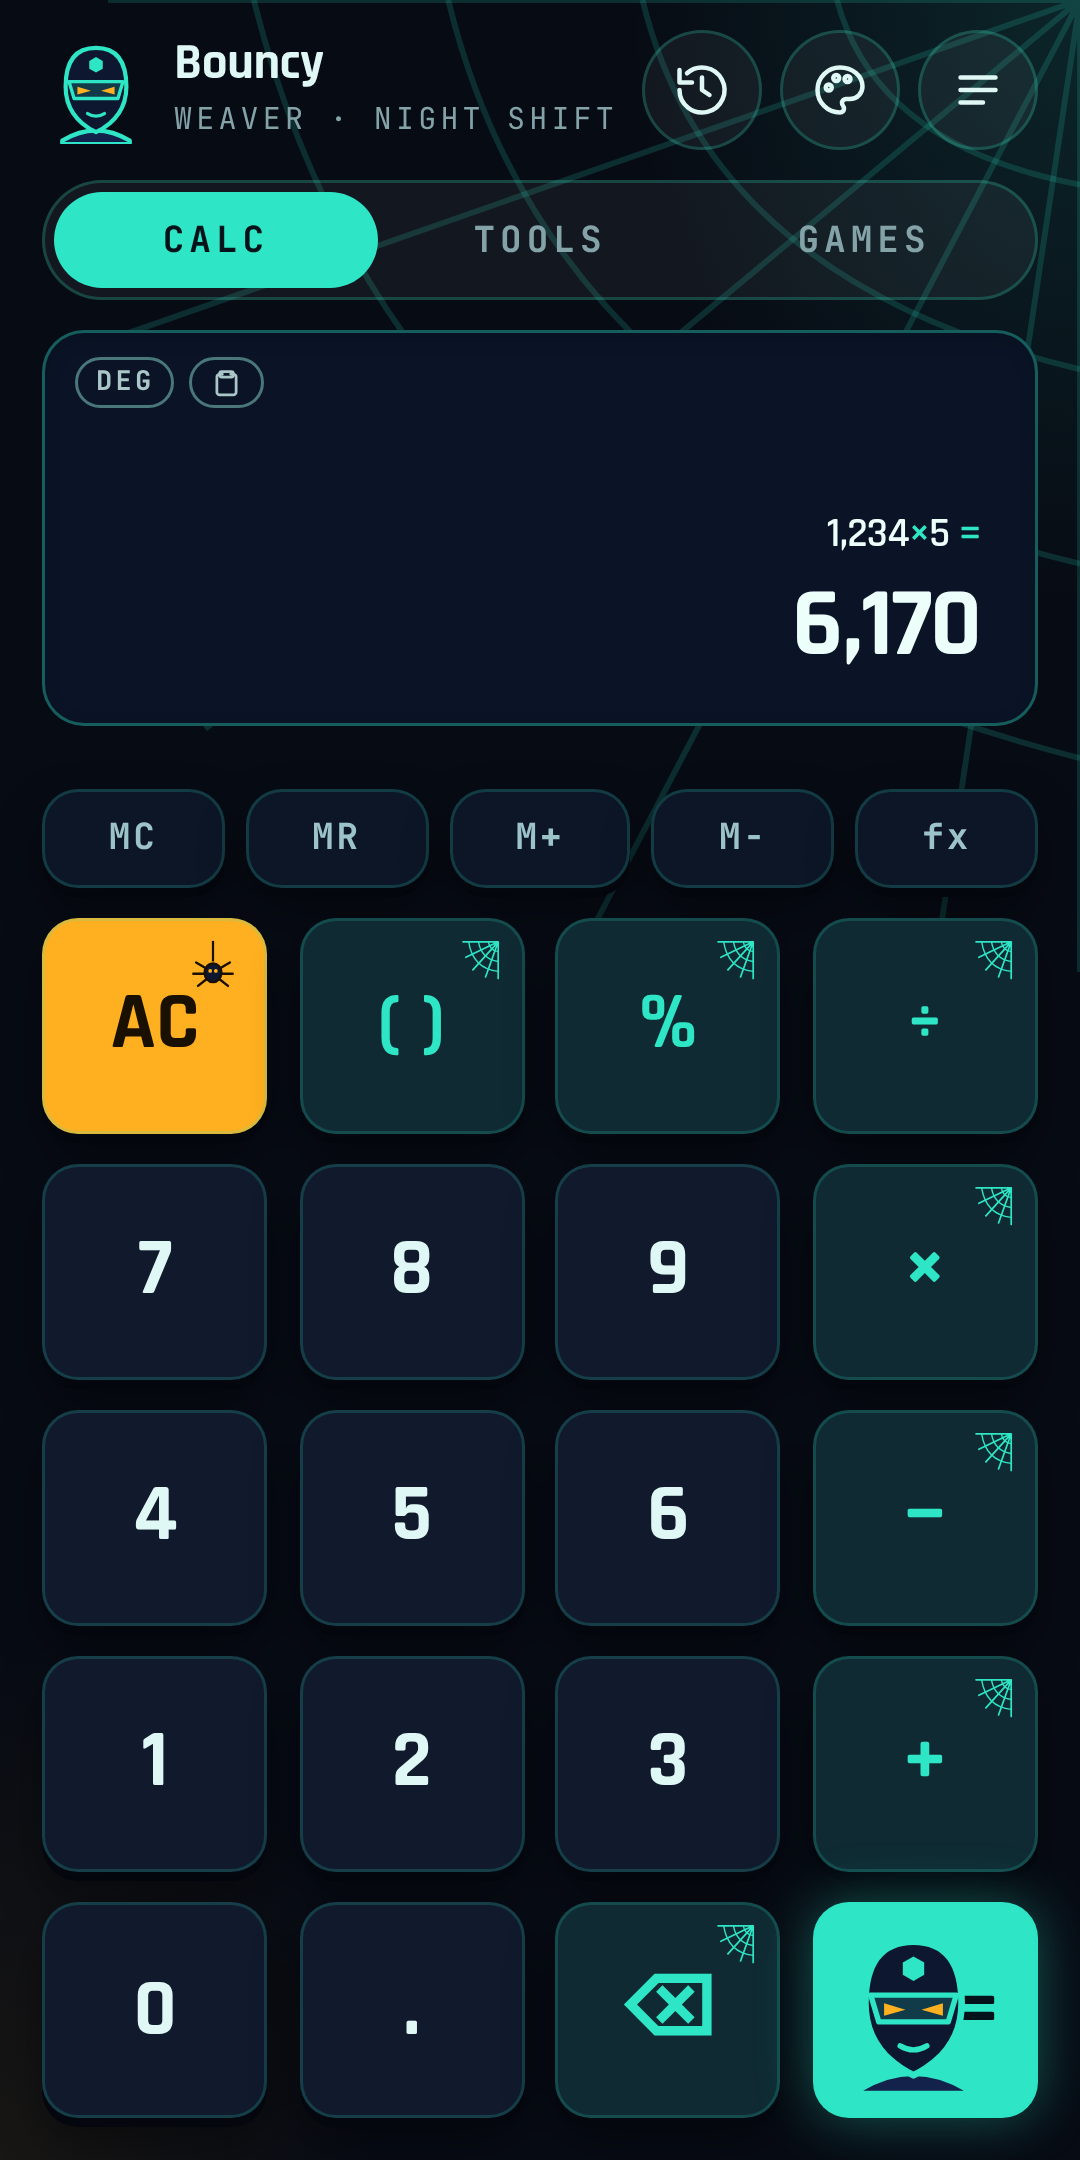 Bouncy
WEAVER · NIGHT SHIFT
CALC TOOLS GAMES
DEG
1,234×5 =
6,170
MC MR M+ M- fx
AC ( ) % ÷
7 8 9 ×
4 5 6 −
1 2 3 +
0 . =